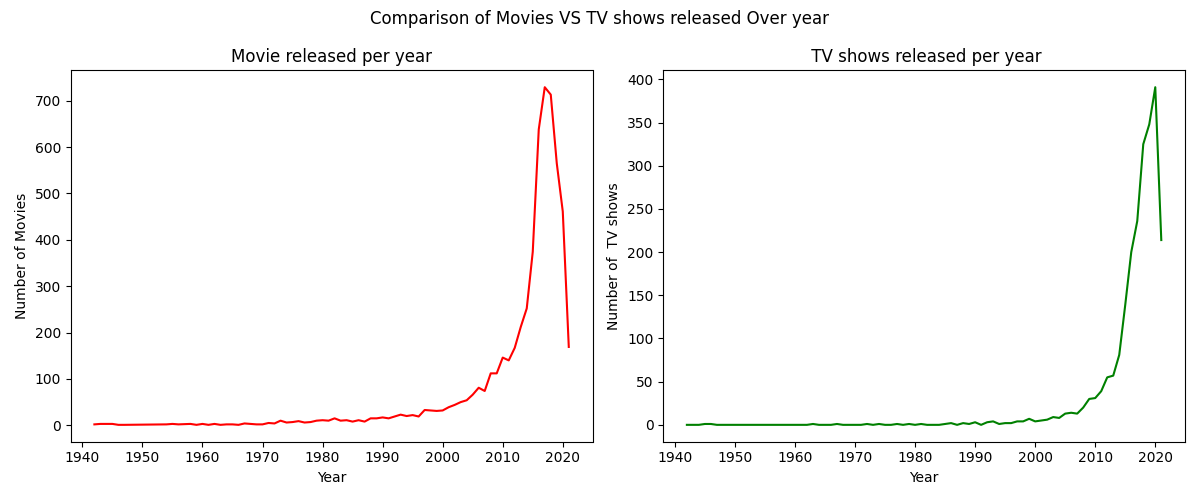 Comparison of Movies VS TV shows released Over year
Movie released per year
Number of Movies
700
600
500
400
300
200
100
0
1940 1950 1960 1970 1980 1990 2000 2010 2020
Year
TV shows released per year
Number of  TV shows
400
350
300
250
200
150
100
50
0
1940 1950 1960 1970 1980 1990 2000 2010 2020
Year